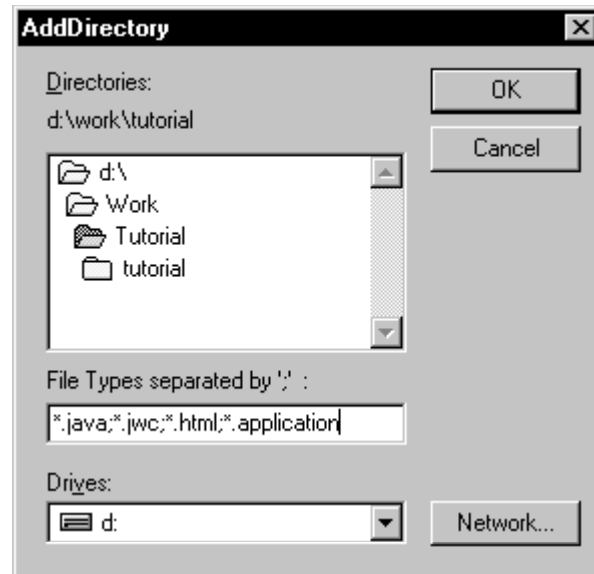 AddDirectory
Directories:
OK
d:\work\tutorial
Cancel
d:\
Work
Tutorial
tutorial
File Types separated by ';' :
*.java;*.jwc;*.html;*.application
Drives:
d:
Network...